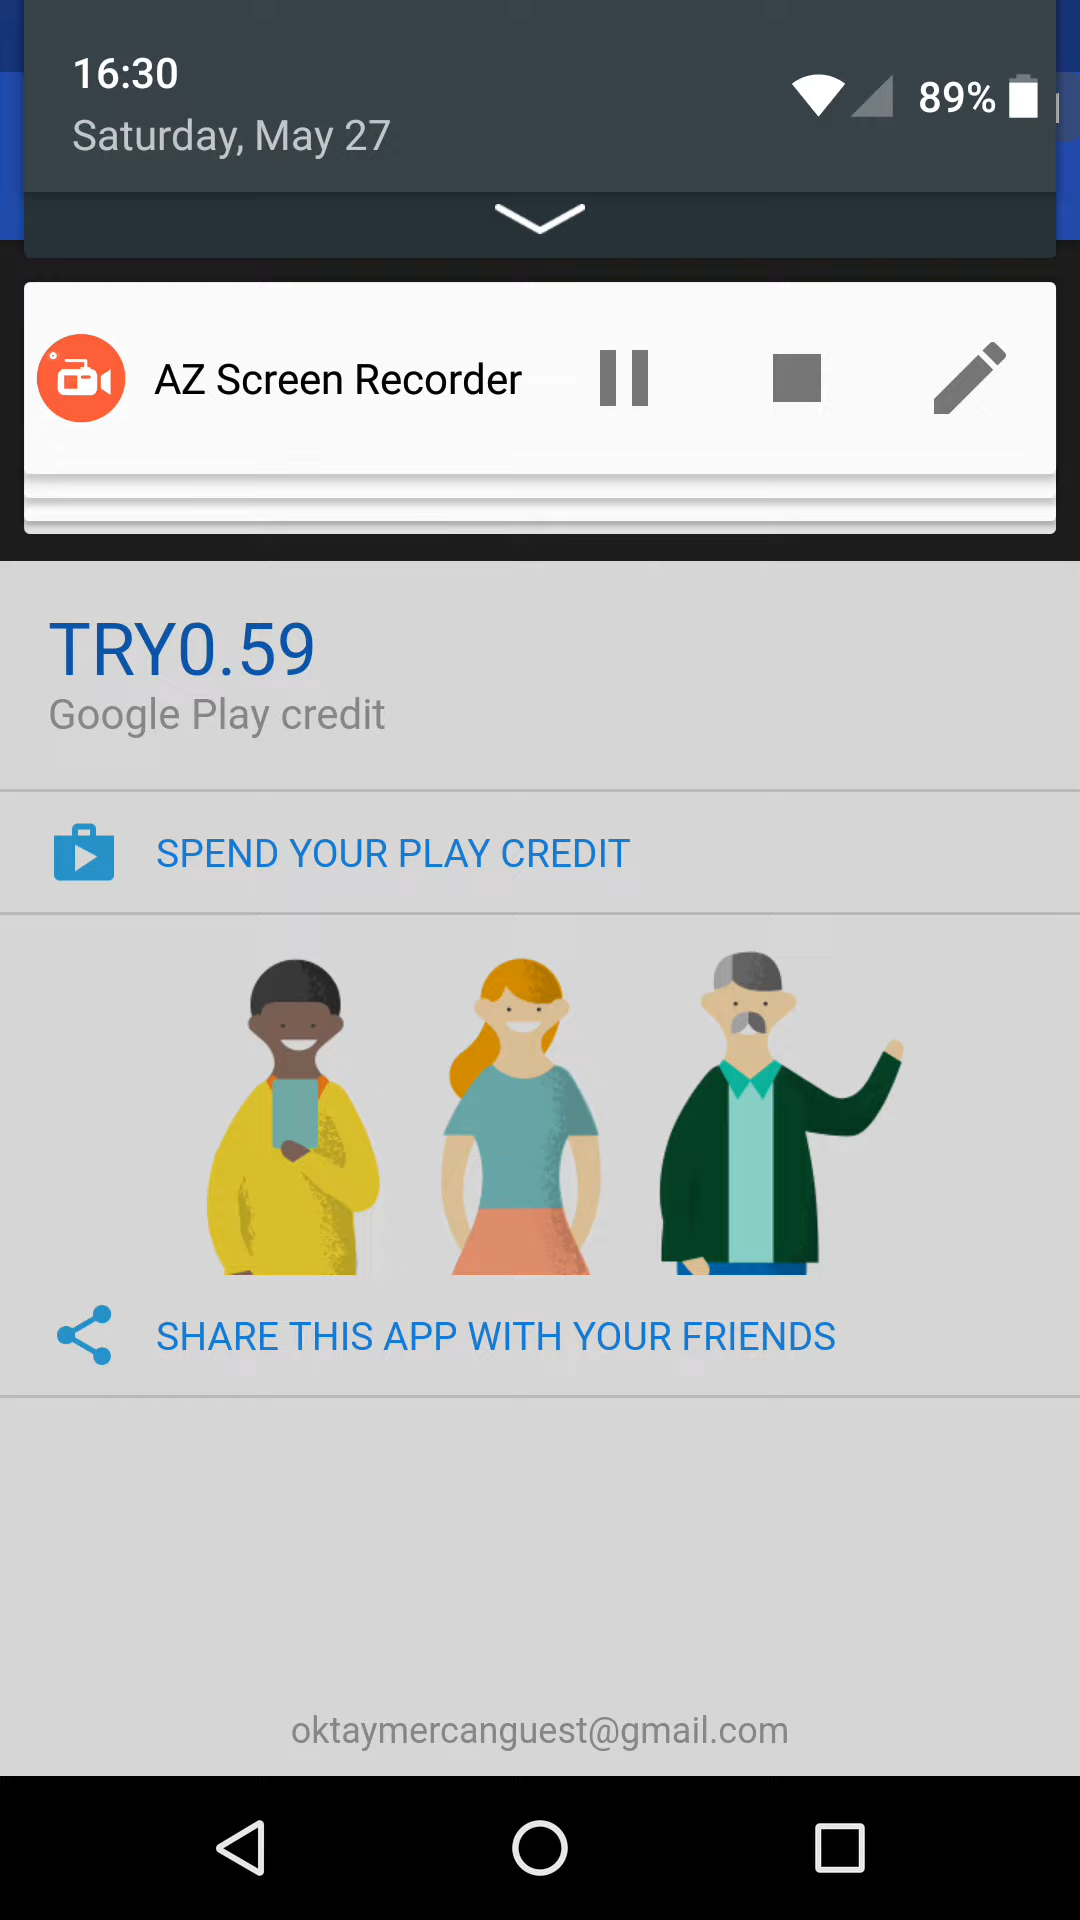 16:30
89%
Saturday, May 27
AZ Screen Recorder
TRY0.59
Google Play credit
SPEND YOUR PLAY CREDIT
SHARE THIS APP WITH YOUR FRIENDS
oktaymercanguest@gmail.com